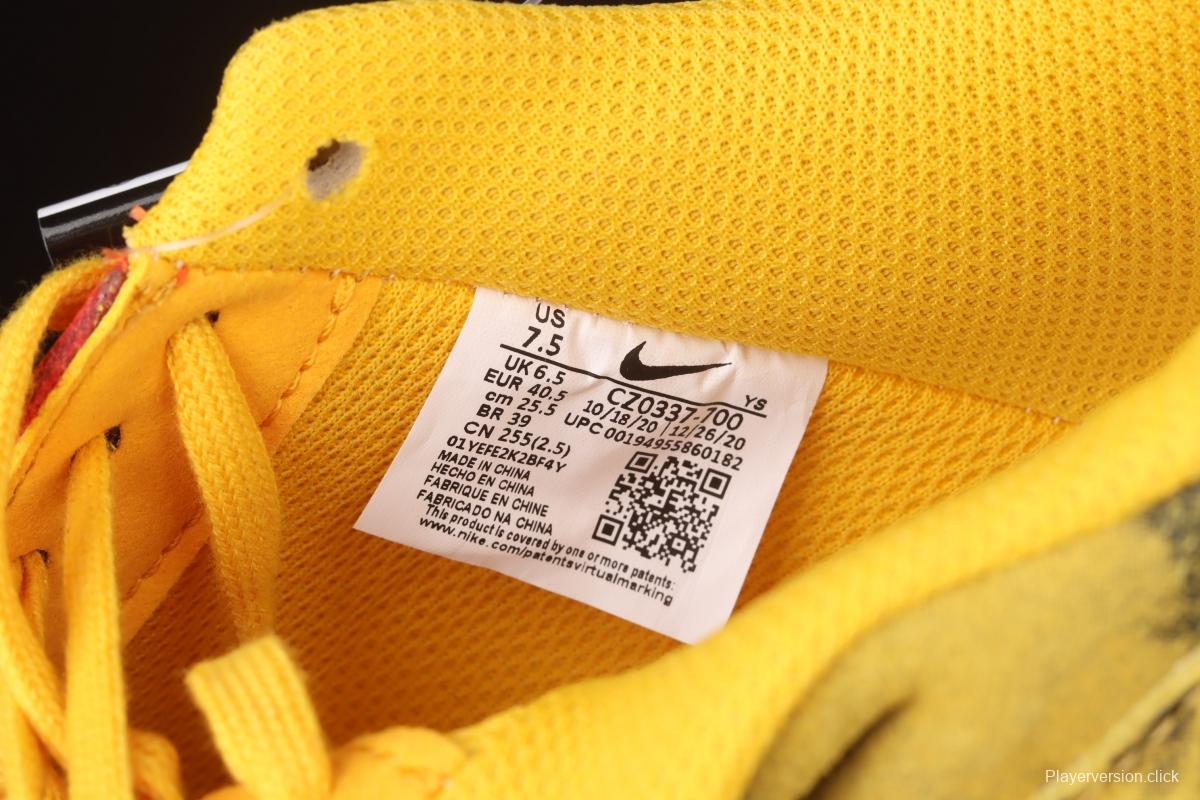 US
7.5
UK 6.5
EUR 40.5
cm 25.5
BR 39
CN 255(2.5)
01YEFE2K2BF4Y
MADE IN CHINA
HECHO EN CHINA
FABRIQUE EN CHINE
FABRICADO NA CHINA
This product is covered by one or more patents:
www.nike.com/patentsvirtualmarking
YS
CZ0337-700
10/18/20 12/26/20
UPC 00194955860182
Playerversion.click